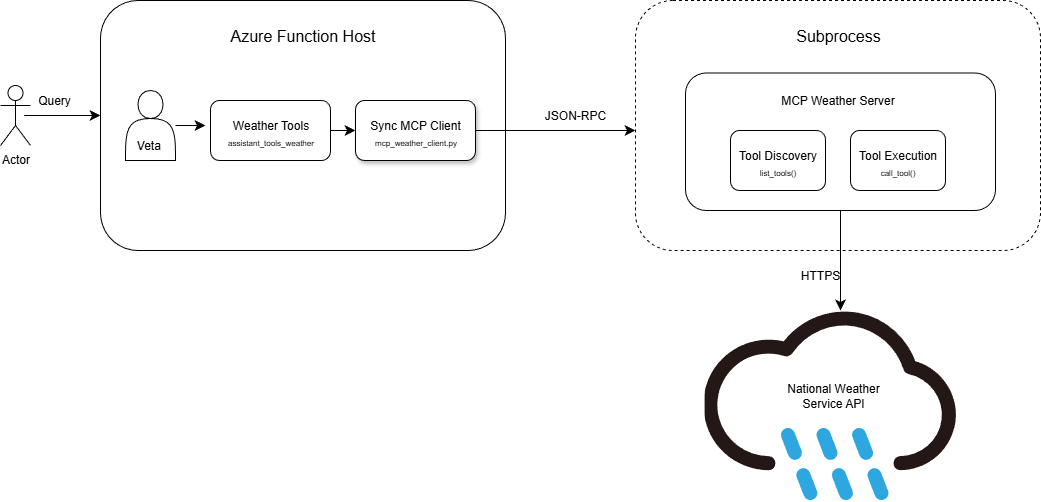 Azure Function Host
Subprocess
Query
Actor
Veta
Weather Tools
assistant_tools_weather
Sync MCP Client
mcp_weather_client.py
JSON-RPC
MCP Weather Server
Tool Discovery
list_tools()
Tool Execution
call_tool()
HTTPS
National Weather
Service API